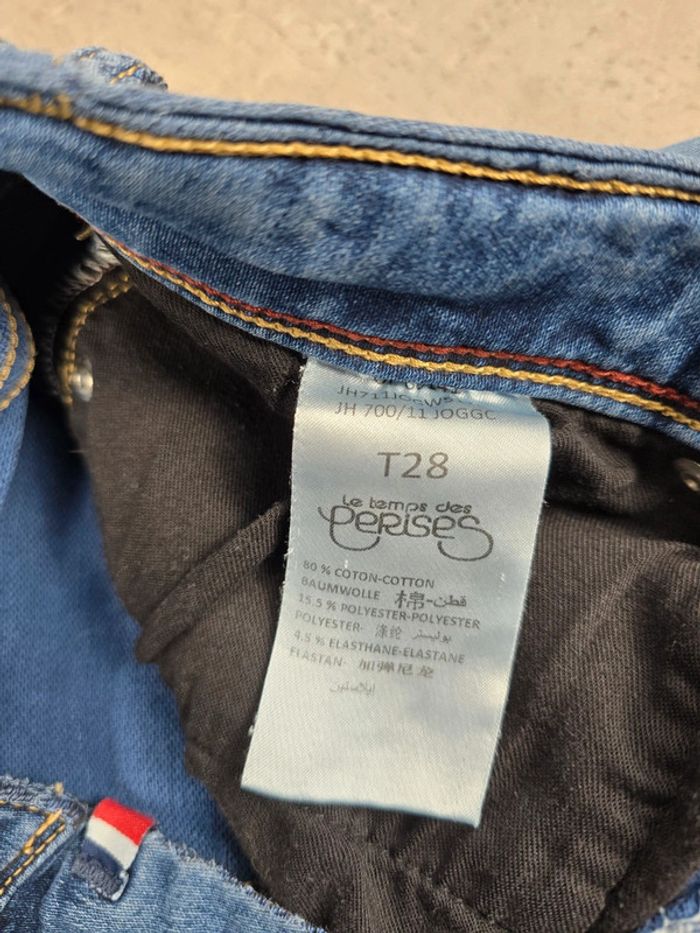 JH 700/11 JOGGC
T28
Le temps des
CERISES
80 % COTON-COTTON
BAUMWOLLE 棉-قطن
15.5 % POLYESTER-POLYESTER
POLYESTER- 涤纶 بوليستر
4.5 % ELASTHANE-ELASTANE
ELASTAN- 加弹尼龙
ايلاستين